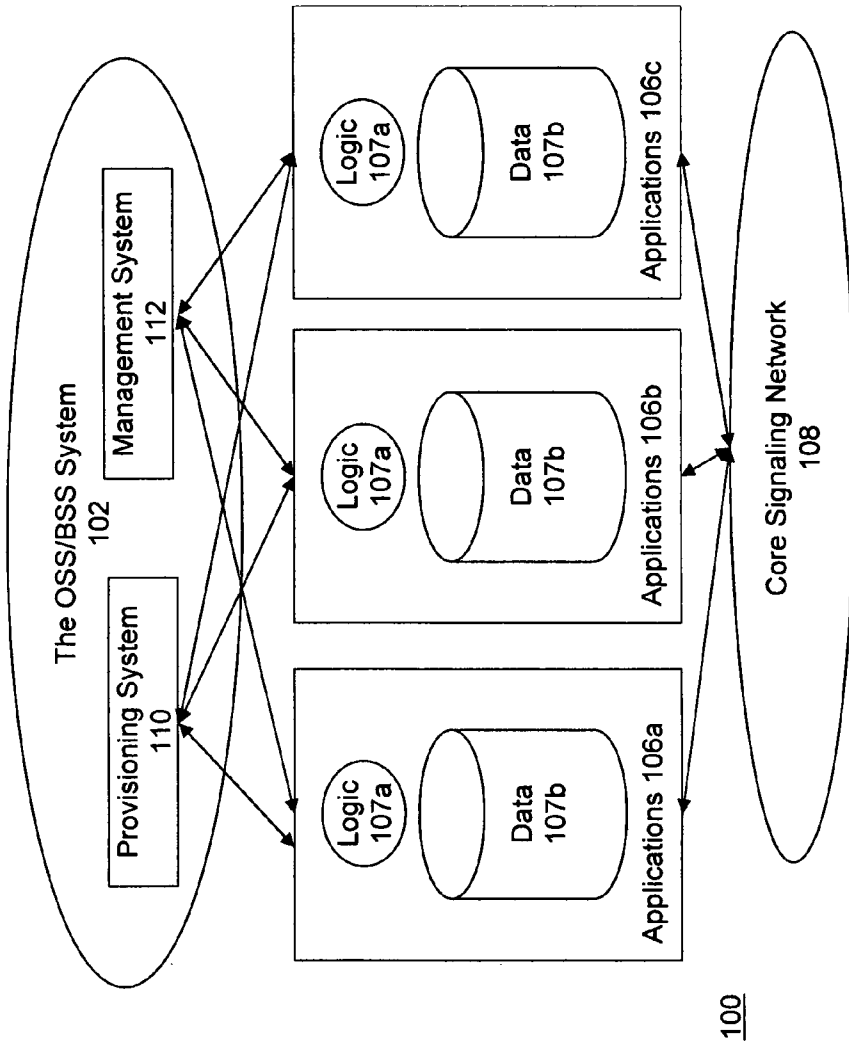 The OSS/BSS System
102
Provisioning System
110
Management System
112
Logic
107a
Data
107b
Applications 106a
Logic
107a
Data
107b
Applications 106b
Logic
107a
Data
107b
Applications 106c
Core Signaling Network
108
100